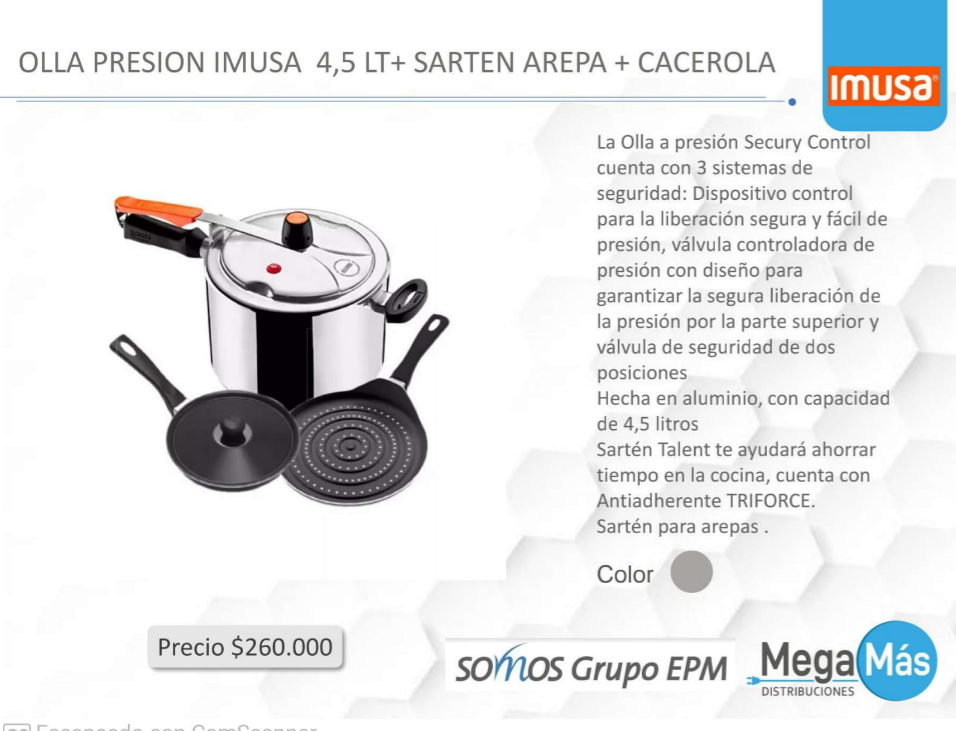 OLLA PRESION IMUSA 4,5 LT+ SARTEN AREPA + CACEROLA
IMUSA
La Olla a presión Secury Control
cuenta con 3 sistemas de
seguridad: Dispositivo control
para la liberación segura y fácil de
presión, válvula controladora de
presión con diseño para
garantizar la segura liberación de
la presión por la parte superior y
válvula de seguridad de dos
posiciones
Hecha en aluminio, con capacidad
de 4,5 litros
Sartén Talent te ayudará ahorrar
tiempo en la cocina, cuenta con
Antiadherente TRIFORCE.
Sartén para arepas .
Color
Precio $260.000
SOMOS Grupo EPM
Mega Más
DISTRIBUCIONES
Escaneado con CamScanner